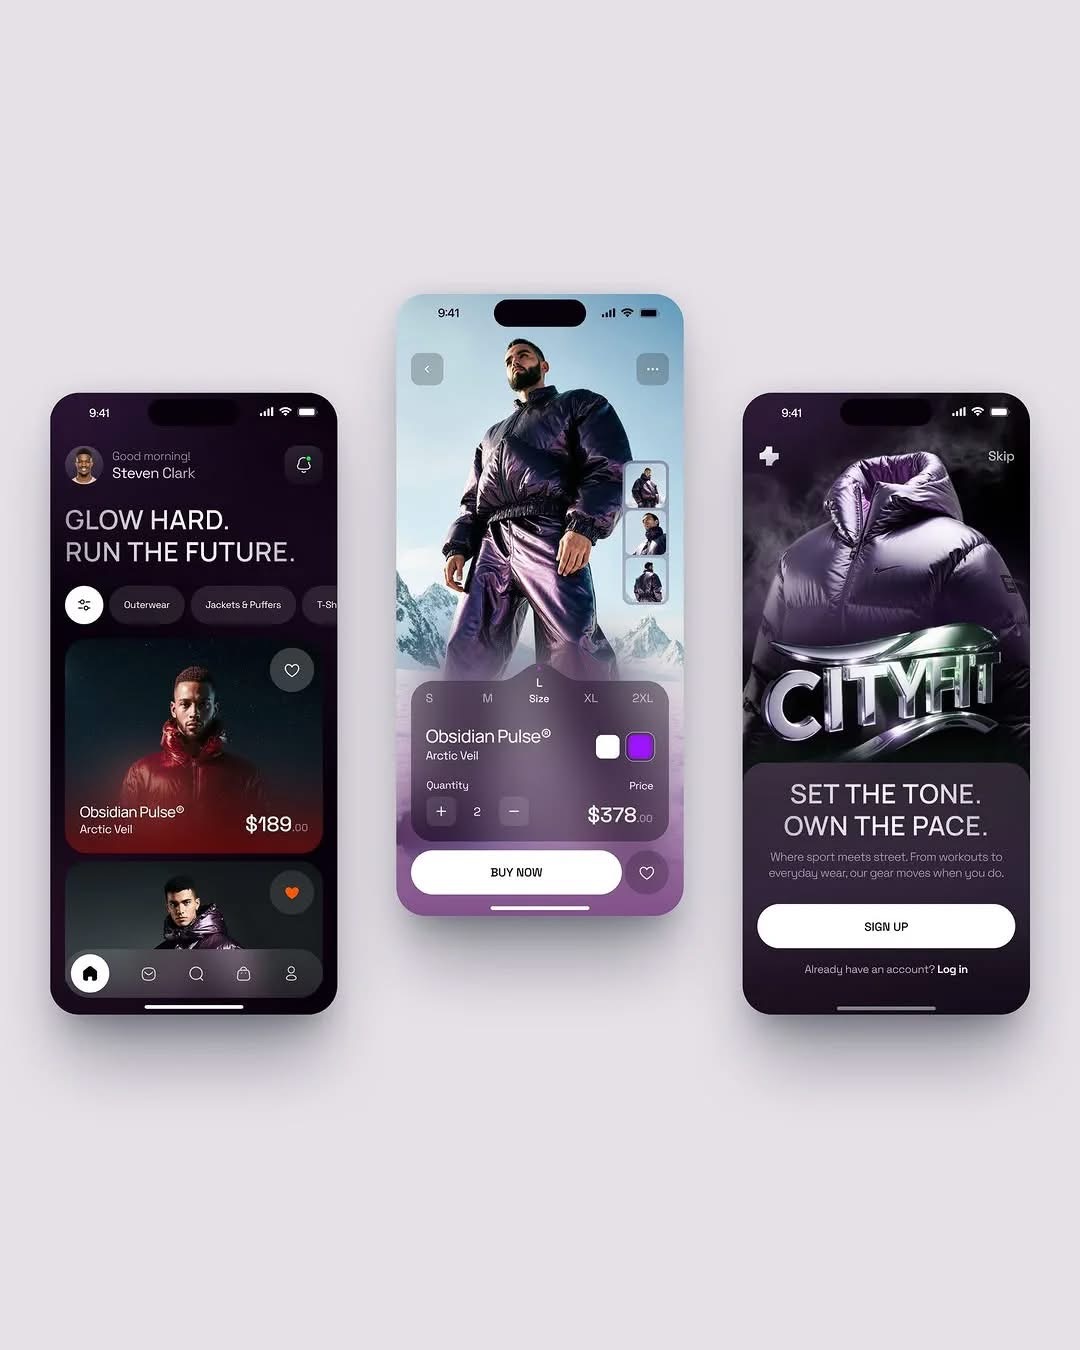 9:41
Good morning!
Steven Clark
GLOW HARD.
RUN THE FUTURE.
Outerwear
Jackets & Puffers
T-Sh
Obsidian Pulse®
Arctic Veil
$189.00
9:41
S
M
L
Size
XL
2XL
Obsidian Pulse®
Arctic Veil
Quantity
Price
+ 2 −
$378.00
BUY NOW
9:41
Skip
CITYFIT
SET THE TONE.
OWN THE PACE.
Where sport meets street. From workouts to
everyday wear, our gear moves when you do.
SIGN UP
Already have an account? Log in